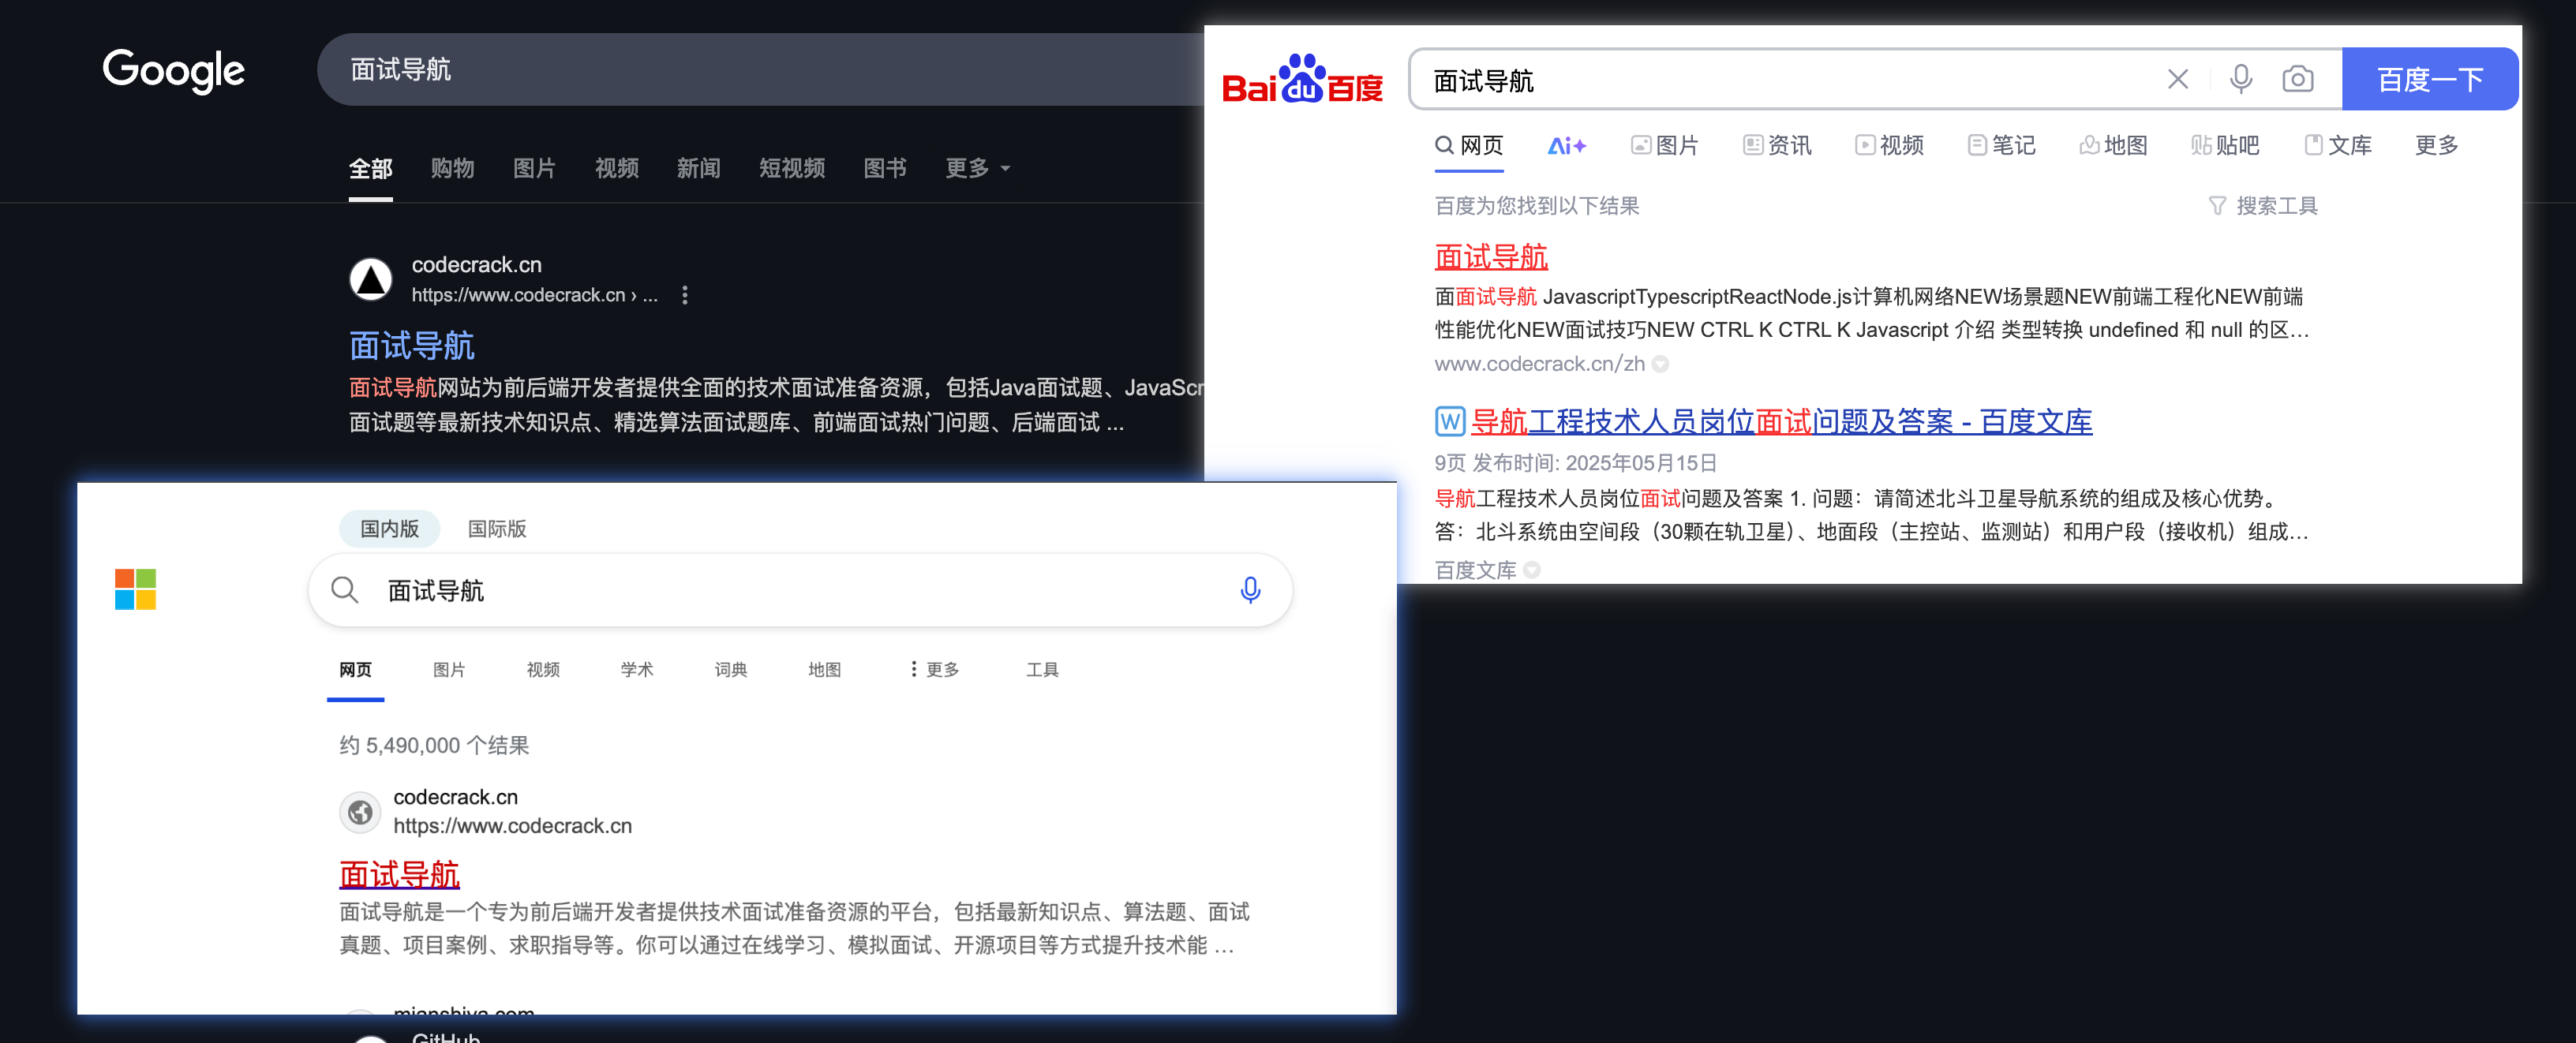 Google
面试导航
全部 购物 图片 视频 新闻 短视频 图书 更多
codecrack.cn
https://www.codecrack.cn › ...
面试导航
面试导航网站为前后端开发者提供全面的技术面试准备资源，包括Java面试题、JavaScr
面试题等最新技术知识点、精选算法面试题库、前端面试热门问题、后端面试 ...
Bai du 百度
面试导航
百度一下
网页 Ai 图片 资讯 视频 笔记 地图 贴吧 文库 更多
百度为您找到以下结果
搜索工具
面试导航
面面试导航 JavascriptTypescriptReactNode.js计算机网络NEW场景题NEW前端工程化NEW前端
性能优化NEW面试技巧NEW CTRL K CTRL K Javascript 介绍 类型转换 undefined 和 null 的区...
www.codecrack.cn/zh
W 导航工程技术人员岗位面试问题及答案 - 百度文库
9页 发布时间: 2025年05月15日
导航工程技术人员岗位面试问题及答案 1. 问题：请简述北斗卫星导航系统的组成及核心优势。
答：北斗系统由空间段（30颗在轨卫星）、地面段（主控站、监测站）和用户段（接收机）组成...
百度文库
国内版 国际版
面试导航
网页 图片 视频 学术 词典 地图 更多 工具
约 5,490,000 个结果
codecrack.cn
https://www.codecrack.cn
面试导航
面试导航是一个专为前后端开发者提供技术面试准备资源的平台，包括最新知识点、算法题、面试
真题、项目案例、求职指导等。你可以通过在线学习、模拟面试、开源项目等方式提升技术能 ...
mianshiya.com
GitHub